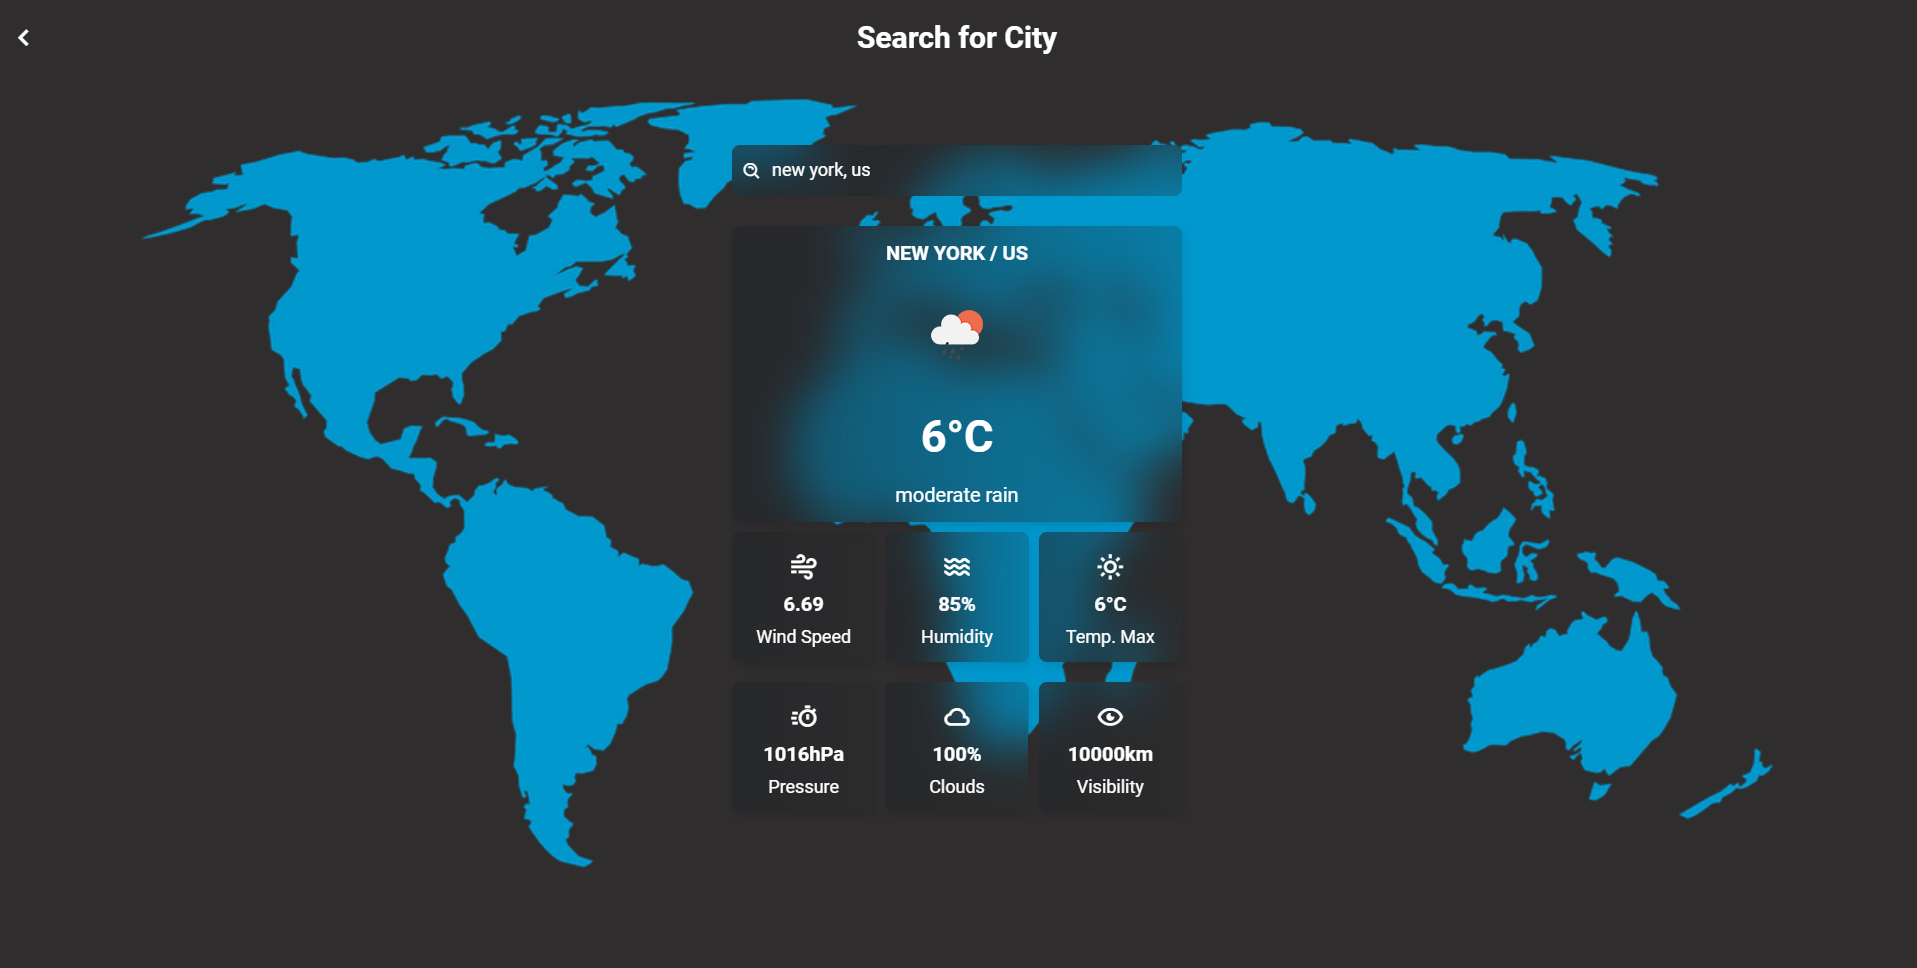 Search for City
new york, us
NEW YORK / US
6°C
moderate rain
6.69
Wind Speed
85%
Humidity
6°C
Temp. Max
1016hPa
Pressure
100%
Clouds
10000km
Visibility